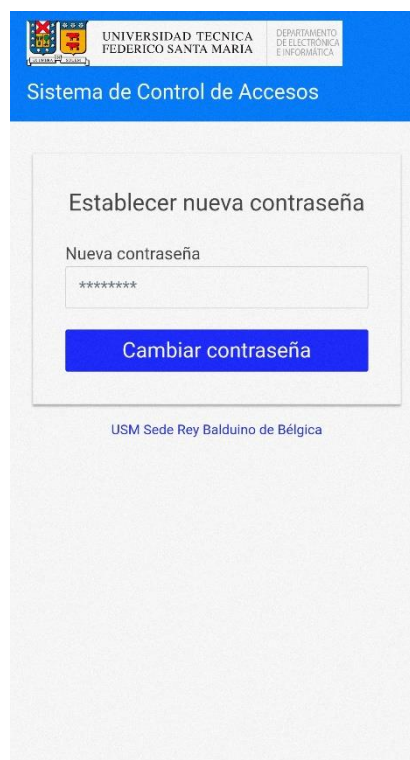 UNIVERSIDAD TECNICA
FEDERICO SANTA MARIA
DEPARTAMENTO
DE ELECTRÓNICA
E INFORMÁTICA
Sistema de Control de Accesos
Establecer nueva contraseña
Nueva contraseña
********
Cambiar contraseña
USM Sede Rey Balduino de Bélgica